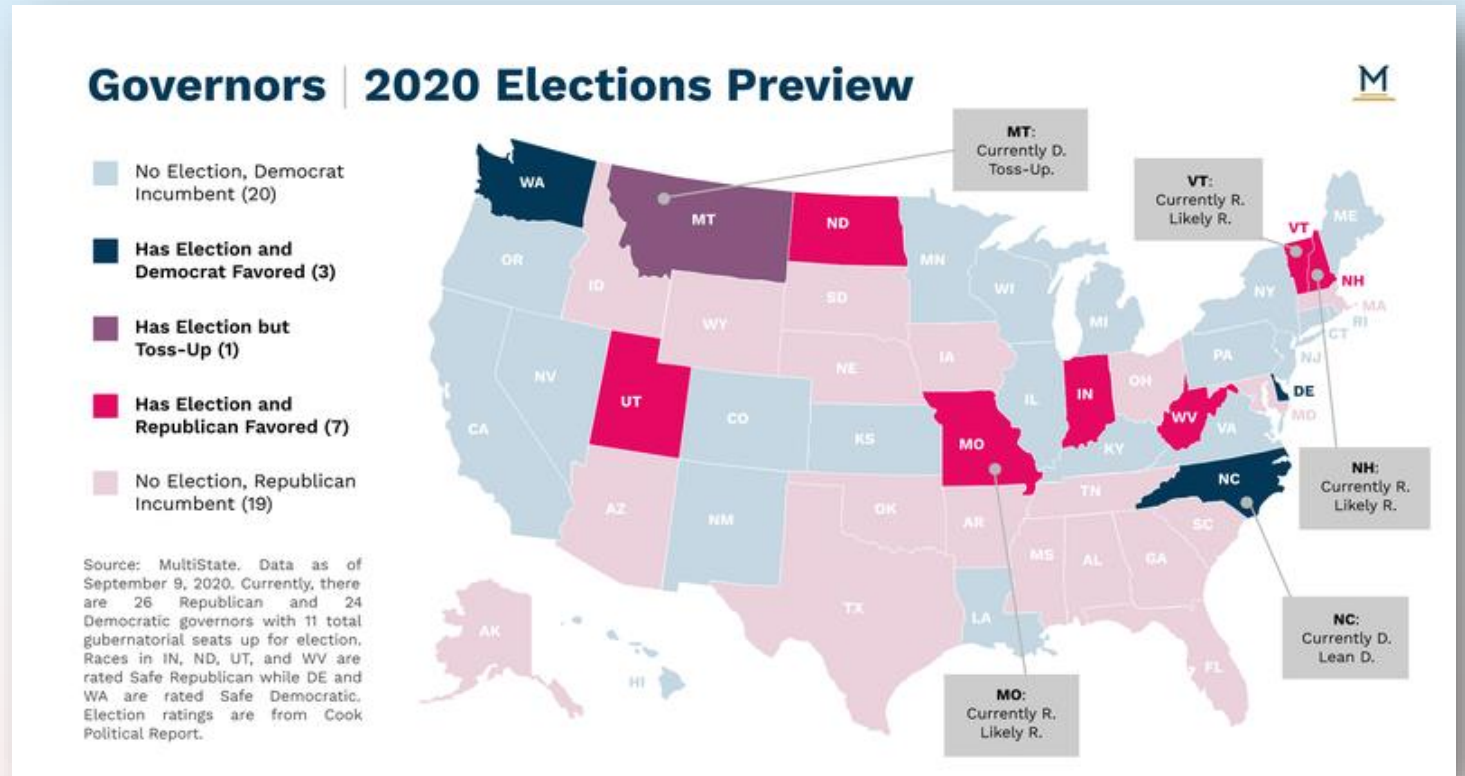 Governors | 2020 Elections Preview
M
No Election, Democrat
Incumbent (20)
Has Election and
Democrat Favored (3)
Has Election but
Toss-Up (1)
Has Election and
Republican Favored (7)
No Election, Republican
Incumbent (19)
Source: MultiState. Data as of
September 9, 2020. Currently, there
are 26 Republican and 24
Democratic governors with 11 total
gubernatorial seats up for election.
Races in IN, ND, UT, and WV are
rated Safe Republican while DE and
WA are rated Safe Democratic.
Election ratings are from Cook
Political Report.
MT:
Currently D.
Toss-Up.
VT:
Currently R.
Likely R.
NH:
Currently R.
Likely R.
NC:
Currently D.
Lean D.
MO:
Currently R.
Likely R.
WA
MT
ND
MN
VT
ME
OR
ID
SD
WI
NY
NH
MA
WY
MI
RI
CT
NV
NE
IA
PA
NJ
UT
CO
IL
IN
OH
DE
MD
CA
KS
MO
KY
WV
VA
AZ
NM
OK
AR
TN
NC
SC
TX
LA
MS
AL
GA
AK
HI
FL